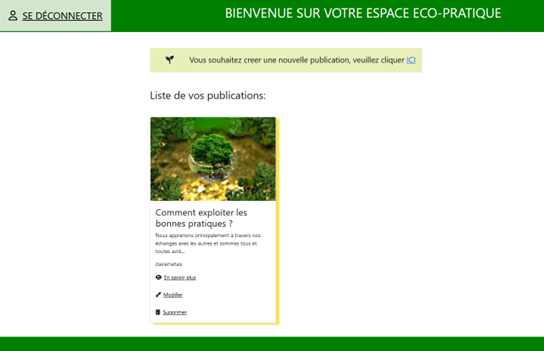 SE DÉCONNECTER
BIENVENUE SUR VOTRE ESPACE ECO-PRATIQUE
Vous souhaitez creer une nouvelle publication, veuillez cliquer ICI
Liste de vos publications:
Comment exploiter les
bonnes pratiques ?
Nous apprenons principalement à travers nos
échanges avec les autres et sommes tous et
toutes avid...
clairemetais
En savoir plus
Modifier
Supprimer